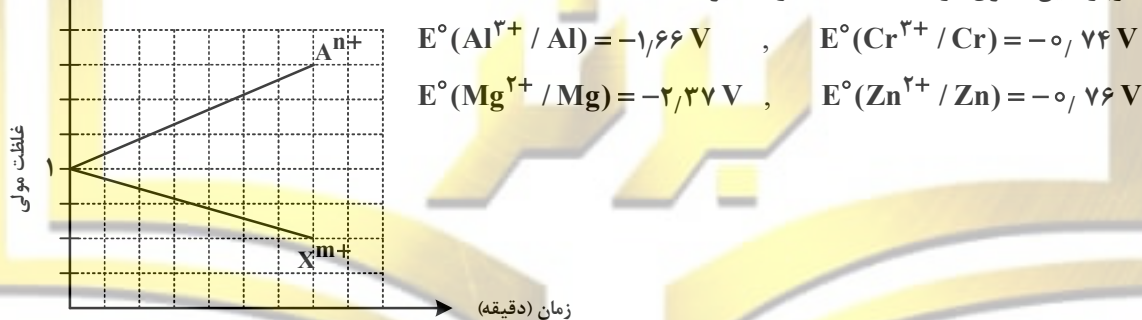 E°(Al³⁺ / Al) = −۱/۶۶ V , E°(Cr³⁺ / Cr) = −۰/۷۴ V
E°(Mg²⁺ / Mg) = −۲/۳۷ V , E°(Zn²⁺ / Zn) = −۰/۷۶ V
Aⁿ⁺
غلظت مولی
۱
Xᵐ⁺
زمان (دقیقه)